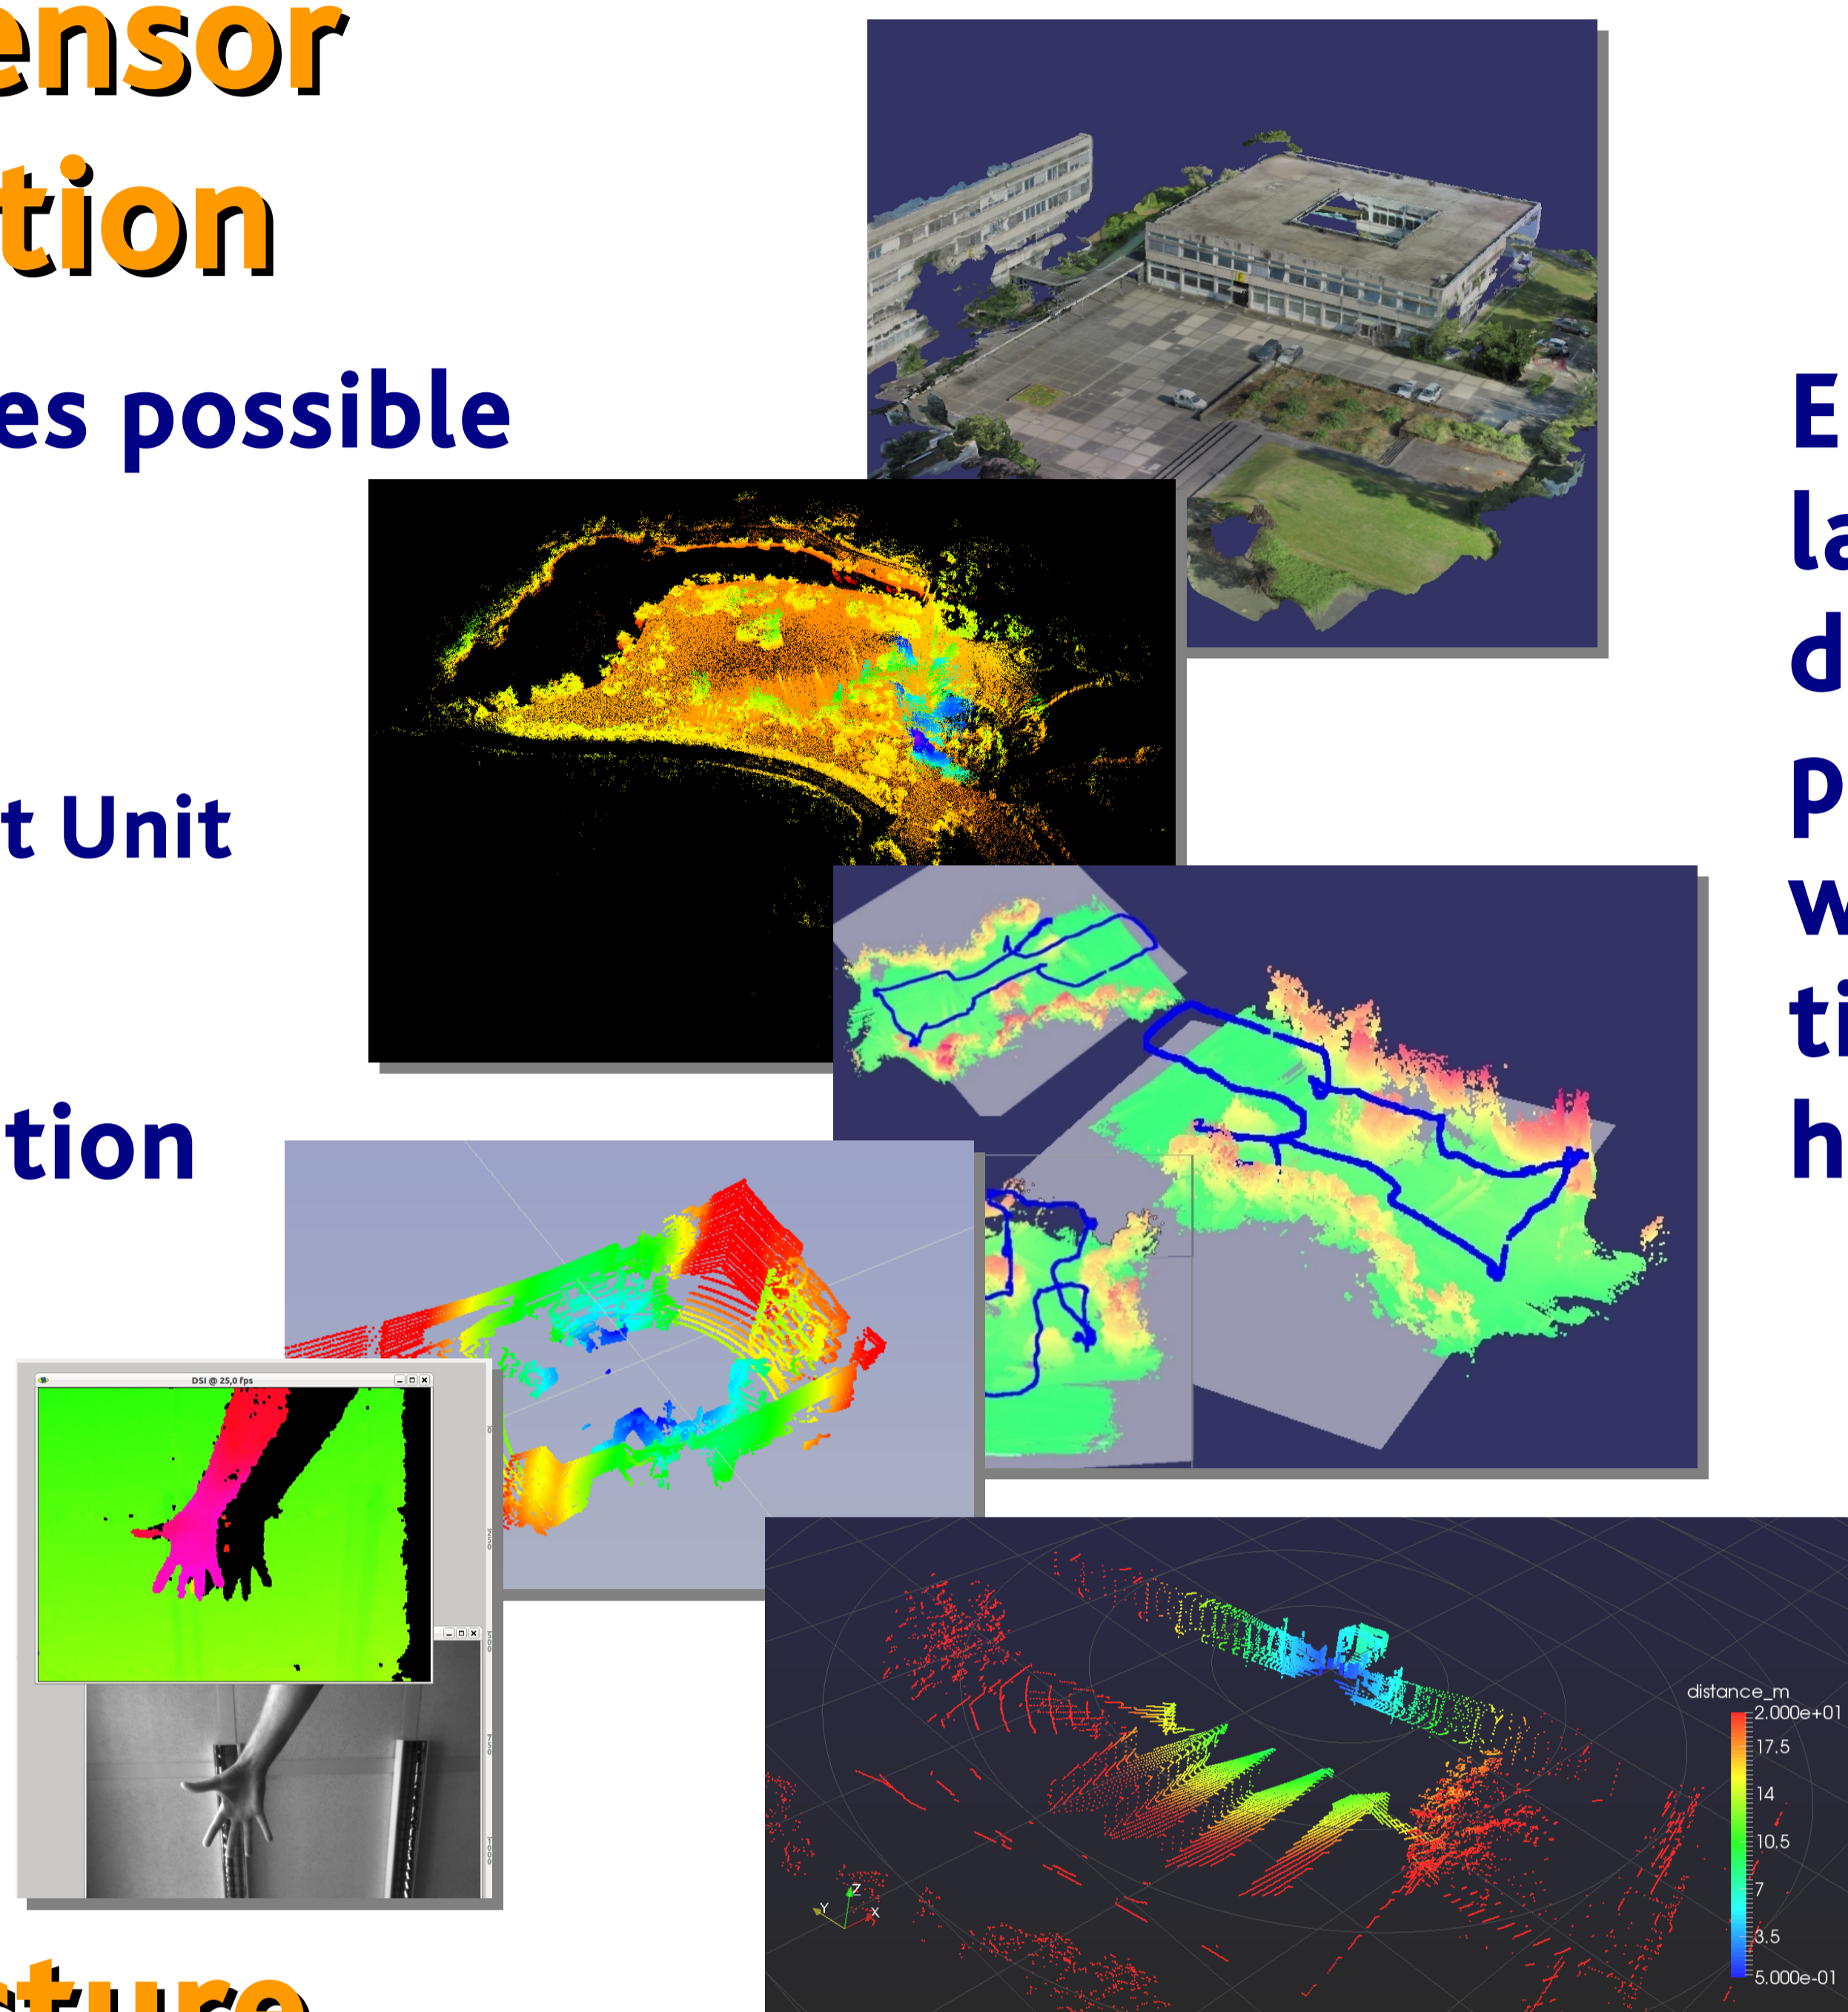 ensor
tion
es possible
t Unit
tion
E
la
d
p
w
ti
h
DSI @ 25,0 fps
distance_m
2.000e+01
17.5
14
10.5
7
3.5
5.000e-01
Z
Y
X
cture